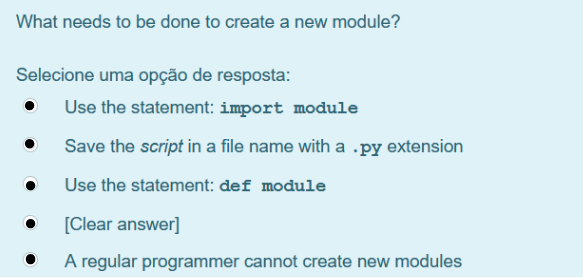 What needs to be done to create a new module?
Selecione uma opção de resposta:
Use the statement: import module
Save the script in a file name with a .py extension
Use the statement: def module
[Clear answer]
A regular programmer cannot create new modules